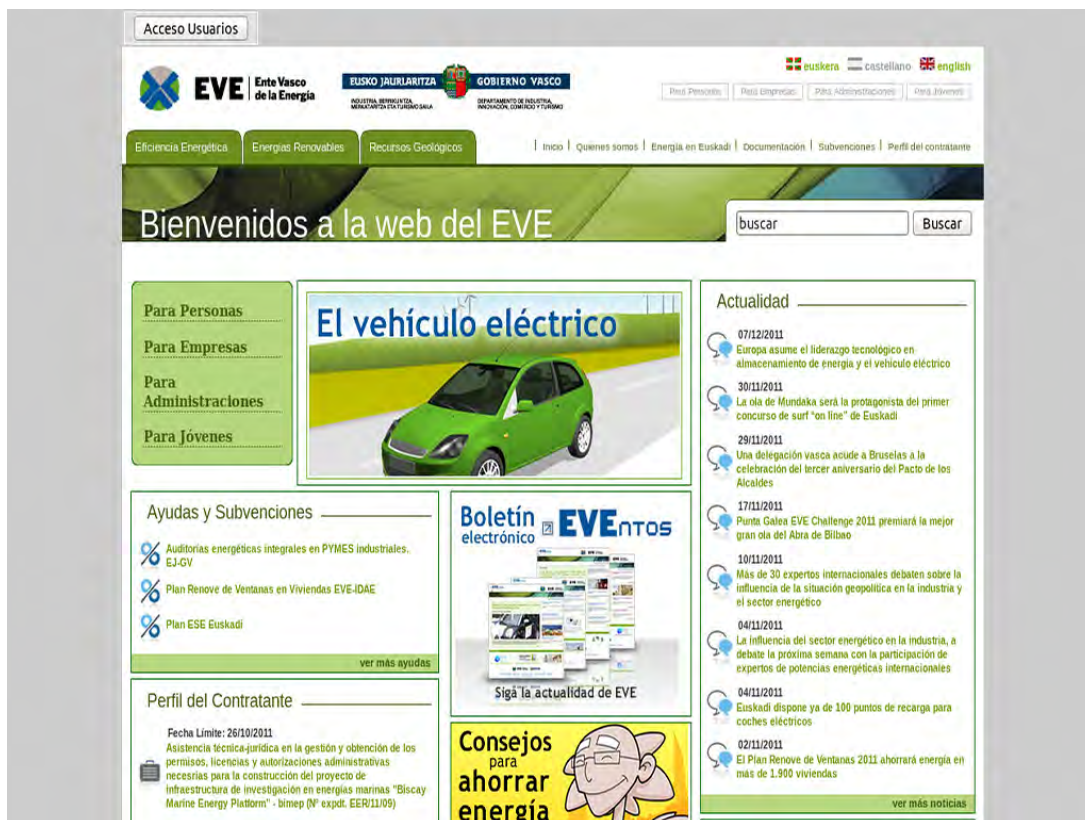 Acceso Usuarios
EVE Ente Vasco
de la Energía
EUSKO JAURLARITZA GOBIERNO VASCO
INDUSTRIA, BERRIKUNTZA,
MERKATARITZA ETA TURISMO SAILA
DEPARTAMENTO DE INDUSTRIA,
INNOVACIÓN, COMERCIO Y TURISMO
euskera castellano english
Para Personas Para Empresas Para Administraciones Para Jóvenes
Eficiencia Energética Energías Renovables Recursos Geológicos
Inicio Quienes somos Energía en Euskadi Documentación Subvenciones Perfil del contratante
Bienvenidos a la web del EVE
buscar Buscar
Para Personas
Para Empresas
Para
Administraciones
Para Jóvenes
El vehículo eléctrico
Ayudas y Subvenciones
Auditorias energéticas integrales en PYMES industriales.
EJ-GV
Plan Renove de Ventanas en Viviendas EVE-IDAE
Plan ESE Euskadi
ver más ayudas
Perfil del Contratante
Fecha Límite: 26/10/2011
Asistencia técnica-jurídica en la gestión y obtención de los
permisos, licencias y autorizaciones administrativas
necesrias para la construcción del proyecto de
infraestructura de investigación en energías marinas "Biscay
Marine Energy Platform" - bimep (Nº expdt. EER/11/09)
Boletín
electrónico
EVENTOS
Siga la actualidad de EVE
Consejos
para
ahorrar
energía
Actualidad
07/12/2011
Europa asume el liderazgo tecnológico en
almacenamiento de energía y el vehículo eléctrico
30/11/2011
La ola de Mundaka será la protagonista del primer
concurso de surf “on line” de Euskadi
29/11/2011
Una delegación vasca acude a Bruselas a la
celebración del tercer aniversario del Pacto de los
Alcaldes
17/11/2011
Punta Galea EVE Challenge 2011 premiará la mejor
gran ola del Abra de Bilbao
10/11/2011
Más de 30 expertos internacionales debaten sobre la
influencia de la situación geopolítica en la industria y
el sector energético
04/11/2011
La influencia del sector energético en la industria, a
debate la próxima semana con la participación de
expertos de potencias energéticas internacionales
04/11/2011
Euskadi dispone ya de 100 puntos de recarga para
coches eléctricos
02/11/2011
El Plan Renove de Ventanas 2011 ahorrará energía en
más de 1.900 viviendas
ver más noticias